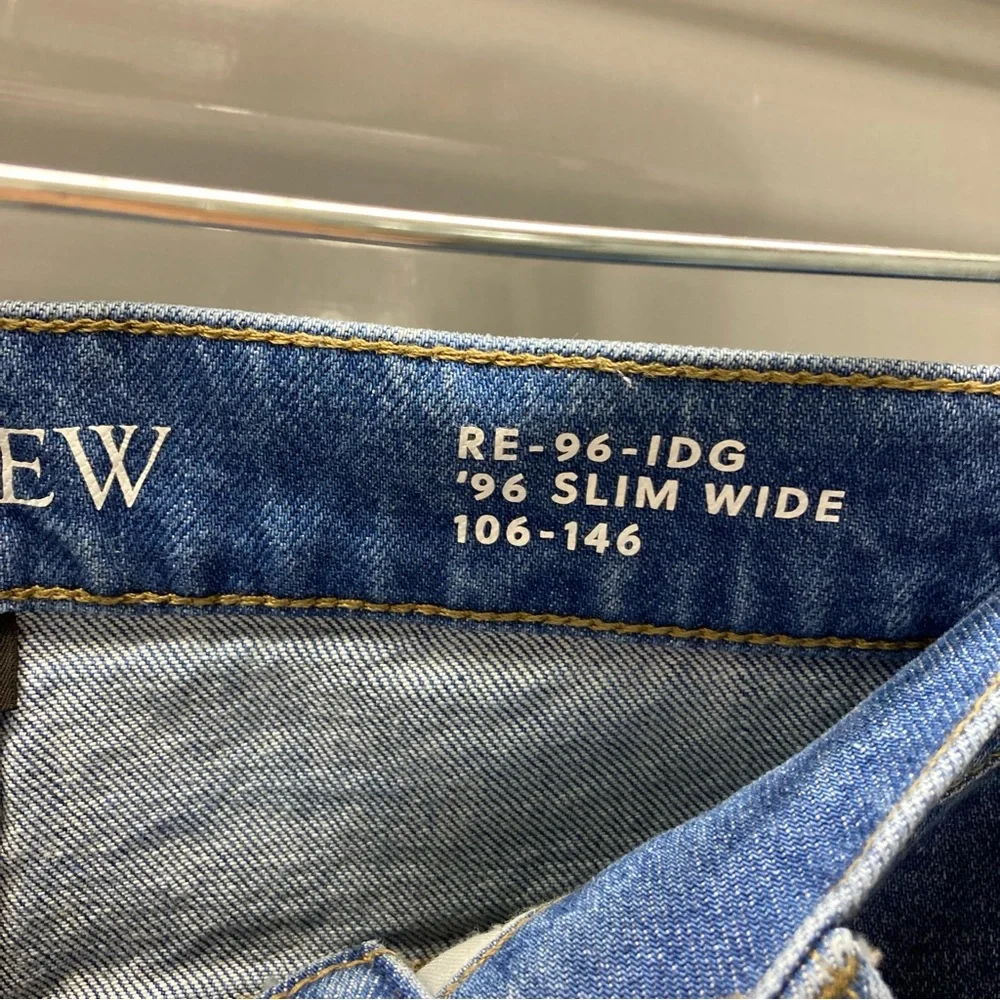 EW
RE-96-IDG
'96 SLIM WIDE
106-146